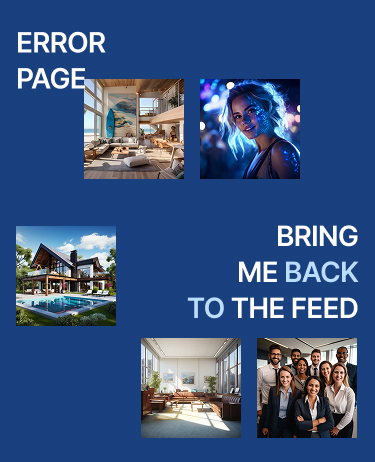 ERROR
PAGE
BRING
ME BACK
TO THE FEED